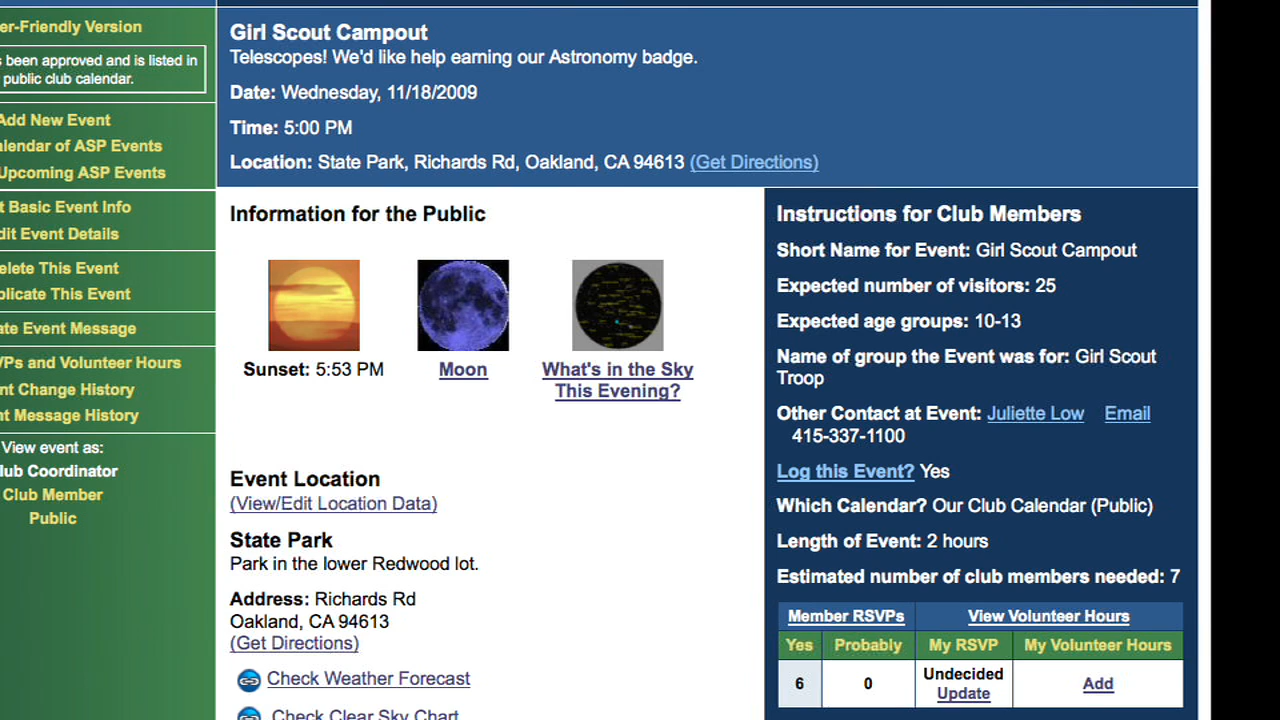 er-Friendly Version
been approved and is listed in
public club calendar.
Add New Event
alendar of ASP Events
Upcoming ASP Events
t Basic Event Info
dit Event Details
elete This Event
plicate This Event
ate Event Message
VPs and Volunteer Hours
nt Change History
nt Message History
View event as:
lub Coordinator
Club Member
Public
Girl Scout Campout
Telescopes! We'd like help earning our Astronomy badge.
Date: Wednesday, 11/18/2009
Time: 5:00 PM
Location: State Park, Richards Rd, Oakland, CA 94613 (Get Directions)
Information for the Public
Sunset: 5:53 PM
Moon
What's in the Sky
This Evening?
Event Location
(View/Edit Location Data)
State Park
Park in the lower Redwood lot.
Address: Richards Rd
Oakland, CA 94613
(Get Directions)
Check Weather Forecast
Check Clear Sky Chart
Instructions for Club Members
Short Name for Event: Girl Scout Campout
Expected number of visitors: 25
Expected age groups: 10-13
Name of group the Event was for: Girl Scout
Troop
Other Contact at Event: Juliette Low Email
415-337-1100
Log this Event? Yes
Which Calendar? Our Club Calendar (Public)
Length of Event: 2 hours
Estimated number of club members needed: 7
Member RSVPs View Volunteer Hours
Yes Probably My RSVP My Volunteer Hours
6 0 Undecided Add
Update